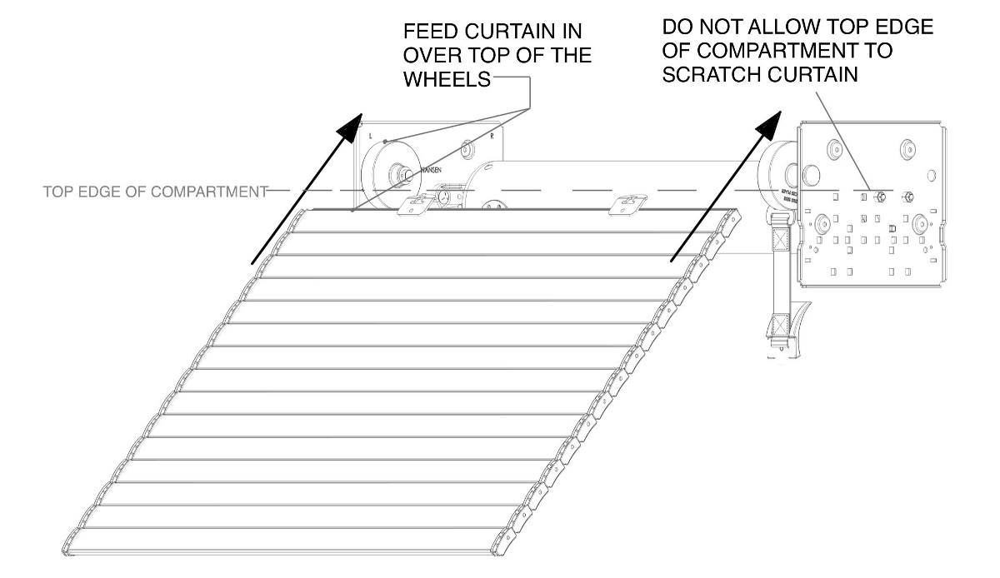 FEED CURTAIN IN
OVER TOP OF THE
WHEELS
DO NOT ALLOW TOP EDGE
OF COMPARTMENT TO
SCRATCH CURTAIN
L
R
HANSEN
TOP EDGE OF COMPARTMENT